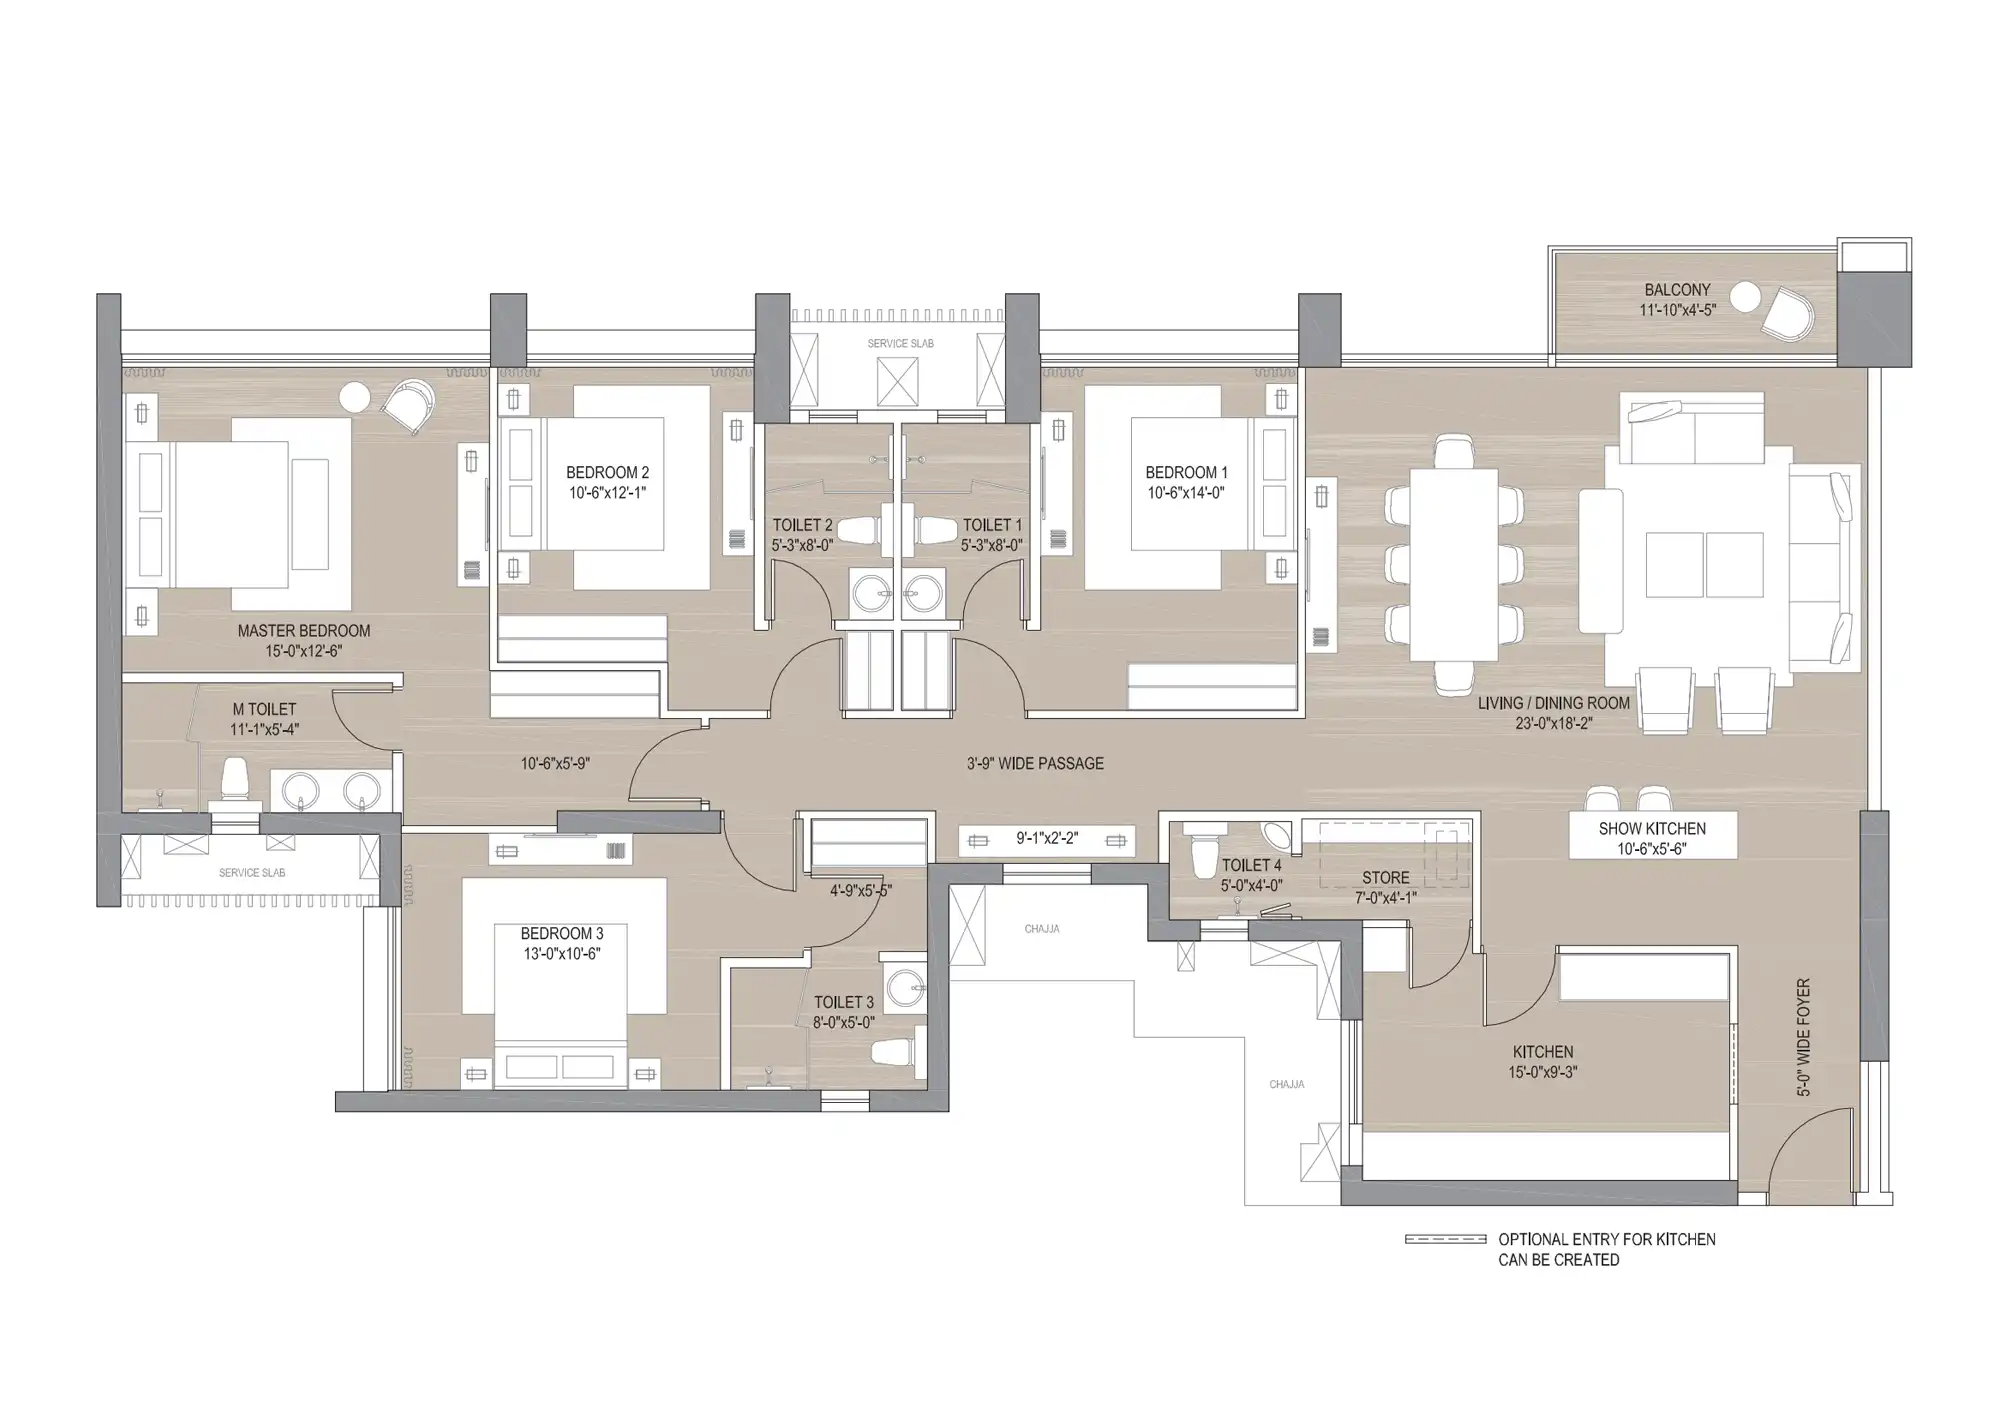 BALCONY
11'-10"x4'-5"
SERVICE SLAB
BEDROOM 2
10'-6"x12'-1"
BEDROOM 1
10'-6"x14'-0"
TOILET 2
5'-3"x8'-0"
TOILET 1
5'-3"x8'-0"
MASTER BEDROOM
15'-0"x12'-6"
M TOILET
11'-1"x5'-4"
LIVING / DINING ROOM
23'-0"x18'-2"
10'-6"x5'-9"
3'-9" WIDE PASSAGE
SHOW KITCHEN
10'-6"x5'-6"
9'-1"x2'-2"
SERVICE SLAB
TOILET 4
5'-0"x4'-0"
STORE
7'-0"x4'-1"
4'-9"x5'-5"
BEDROOM 3
13'-0"x10'-6"
CHAJJA
TOILET 3
8'-0"x5'-0"
KITCHEN
15'-0"x9'-3"
5'-0" WIDE FOYER
CHAJJA
OPTIONAL ENTRY FOR KITCHEN
CAN BE CREATED